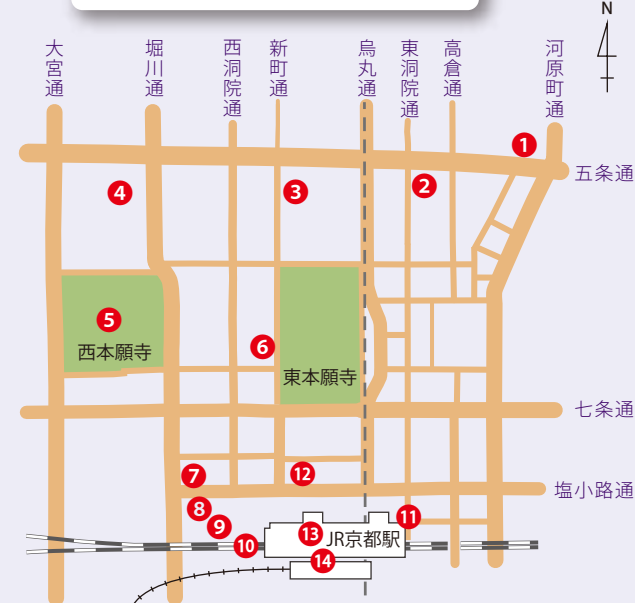 N
大宮通
堀川通
西洞院通
新町通
烏丸通
東洞院通
高倉通
河原町通
1
五条通
2
3
4
5
西本願寺
6
東本願寺
七条通
7
12
塩小路通
8
9
11
10
13
JR京都駅
14